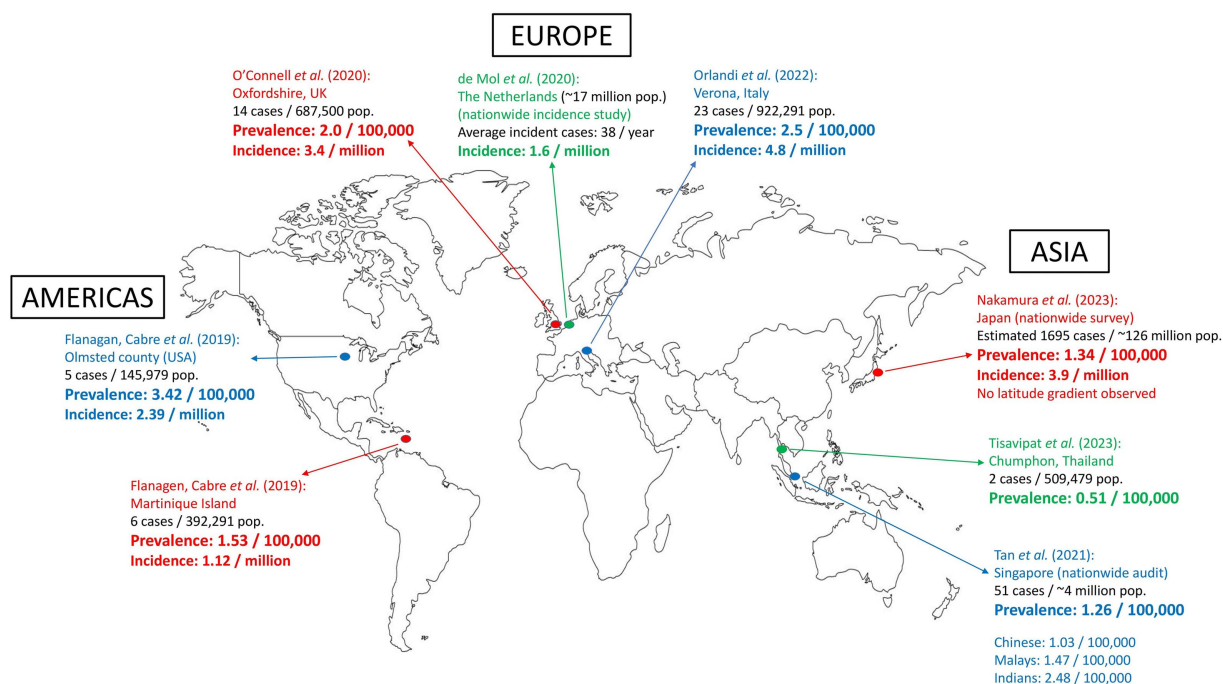 EUROPE
O'Connell et al. (2020):
Oxfordshire, UK
14 cases / 687,500 pop.
Prevalence: 2.0 / 100,000
Incidence: 3.4 / million
de Mol et al. (2020):
The Netherlands (~17 million pop.)
(nationwide incidence study)
Average incident cases: 38 / year
Incidence: 1.6 / million
Orlandi et al. (2022):
Verona, Italy
23 cases / 922,291 pop.
Prevalence: 2.5 / 100,000
Incidence: 4.8 / million
AMERICAS
Flanagan, Cabre et al. (2019):
Olmsted county (USA)
5 cases / 145,979 pop.
Prevalence: 3.42 / 100,000
Incidence: 2.39 / million
Flanagen, Cabre et al. (2019):
Martinique Island
6 cases / 392,291 pop.
Prevalence: 1.53 / 100,000
Incidence: 1.12 / million
ASIA
Nakamura et al. (2023):
Japan (nationwide survey)
Estimated 1695 cases / ~126 million pop.
Prevalence: 1.34 / 100,000
Incidence: 3.9 / million
No latitude gradient observed
Tisavipat et al. (2023):
Chumphon, Thailand
2 cases / 509,479 pop.
Prevalence: 0.51 / 100,000
Tan et al. (2021):
Singapore (nationwide audit)
51 cases / ~4 million pop.
Prevalence: 1.26 / 100,000
Chinese: 1.03 / 100,000
Malays: 1.47 / 100,000
Indians: 2.48 / 100,000